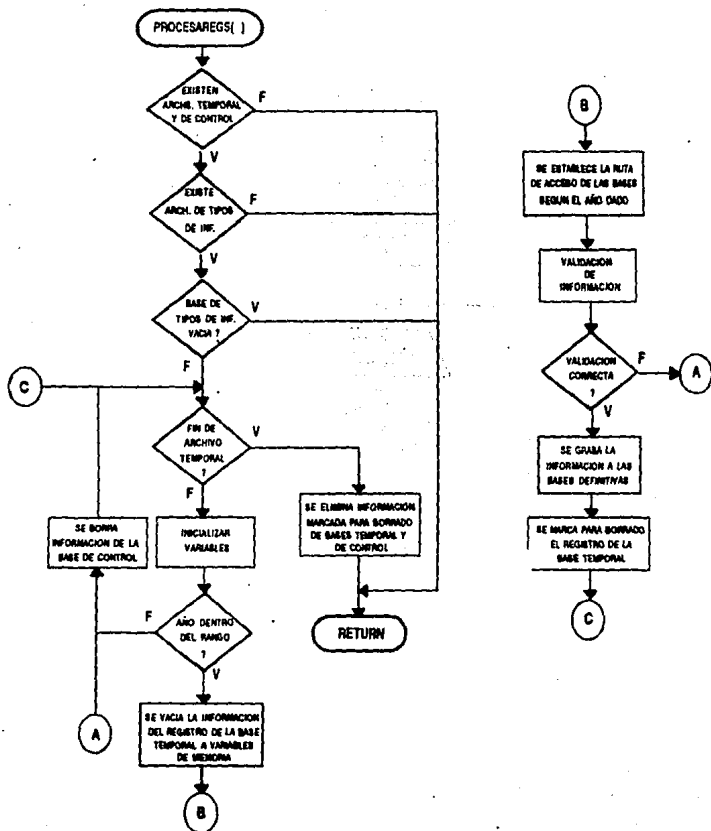 PROCESAREGS( )
EXISTEN
ARCHS. TEMPORAL
Y DE CONTROL
F
V
EXISTE
ARCH. DE TIPOS
DE INF.
F
V
BASE DE
TIPOS DE INF.
VACIA ?
V
F
C
FIN DE
ARCHIVO
TEMPORAL
?
V
F
SE BORRA
INFORMACION DE LA
BASE DE CONTROL
INICIALIZAR
VARIABLES
SE ELIMINA INFORMACION
MARCADA PARA BORRADO
DE BASES TEMPORAL Y
DE CONTROL
F
AÑO DENTRO
DEL RANGO
?
V
RETURN
A
SE VACIA LA INFORMACION
DEL REGISTRO DE LA BASE
TEMPORAL A VARIABLES
DE MEMORIA
B
B
SE ESTABLECE LA RUTA
DE ACCESO DE LAS BASES
SEGUN EL AÑO DADO
VALIDACION
DE
INFORMACION
VALIDACION
CORRECTA
?
F
A
V
SE GRABA LA
INFORMACION A LAS
BASES DEFINITIVAS
SE MARCA PARA BORRADO
EL REGISTRO DE LA
BASE TEMPORAL
C